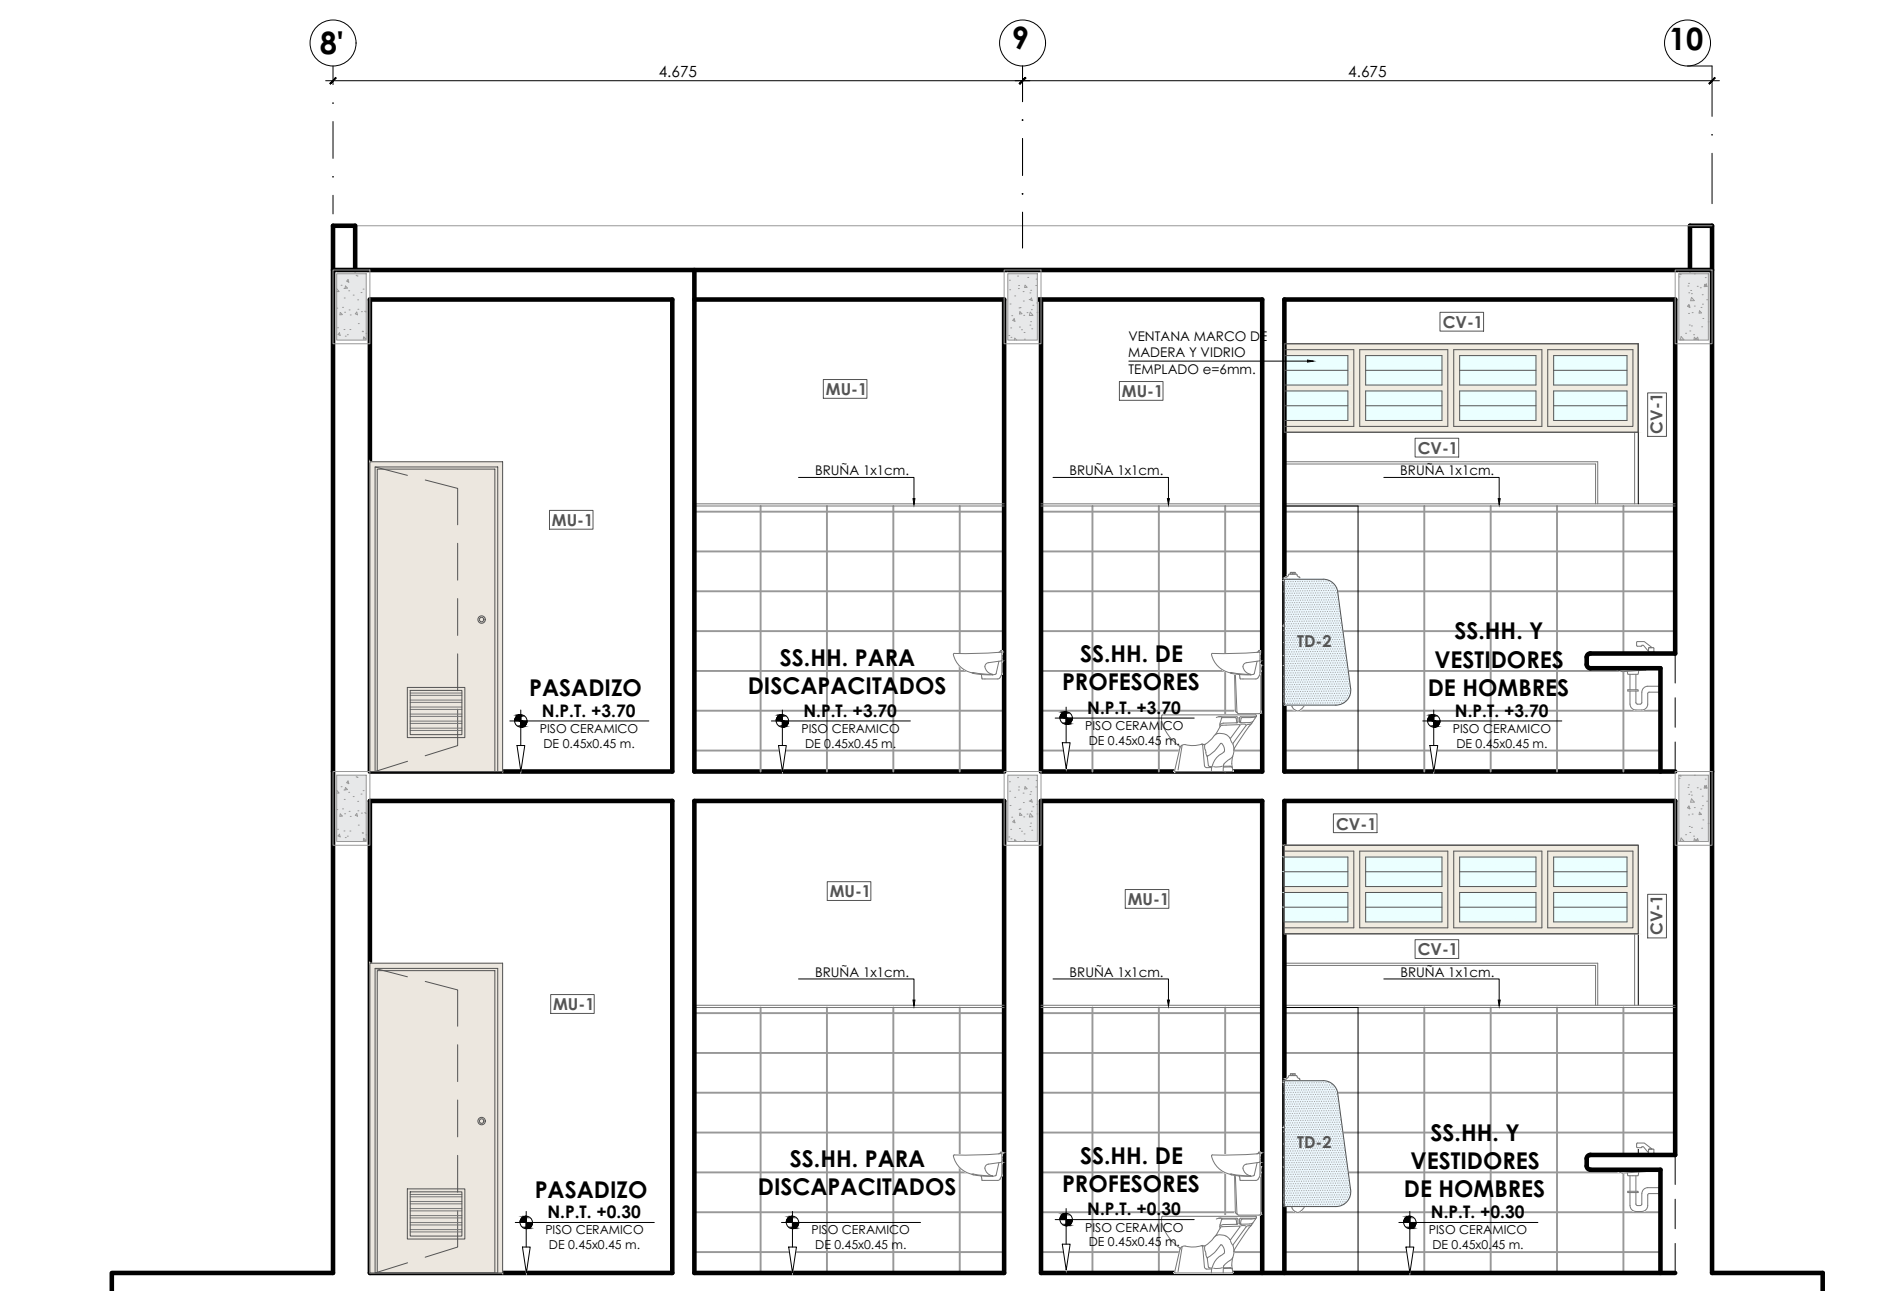 8'
9
10
4.675
4.675
CV-1
VENTANA MARCO DE
MADERA Y VIDRIO
TEMPLADO e=6mm.
MU-1
MU-1
CV-1
CV-1
BRUÑA 1x1cm.
BRUÑA 1x1cm.
BRUÑA 1x1cm.
MU-1
TD-2
PASADIZO
N.P.T. +3.70
PISO CERAMICO
DE 0.45x0.45 m.
SS.HH. PARA
DISCAPACITADOS
N.P.T. +3.70
PISO CERAMICO
DE 0.45x0.45 m.
SS.HH. DE
PROFESORES
N.P.T. +3.70
PISO CERAMICO
DE 0.45x0.45 m.
SS.HH. Y
VESTIDORES
DE HOMBRES
N.P.T. +3.70
PISO CERAMICO
DE 0.45x0.45 m.
CV-1
MU-1
MU-1
CV-1
CV-1
BRUÑA 1x1cm.
BRUÑA 1x1cm.
BRUÑA 1x1cm.
MU-1
TD-2
PASADIZO
N.P.T. +0.30
PISO CERAMICO
DE 0.45x0.45 m.
SS.HH. PARA
DISCAPACITADOS
PISO CERAMICO
DE 0.45x0.45 m.
SS.HH. DE
PROFESORES
N.P.T. +0.30
PISO CERAMICO
DE 0.45x0.45 m.
SS.HH. Y
VESTIDORES
DE HOMBRES
N.P.T. +0.30
PISO CERAMICO
DE 0.45x0.45 m.